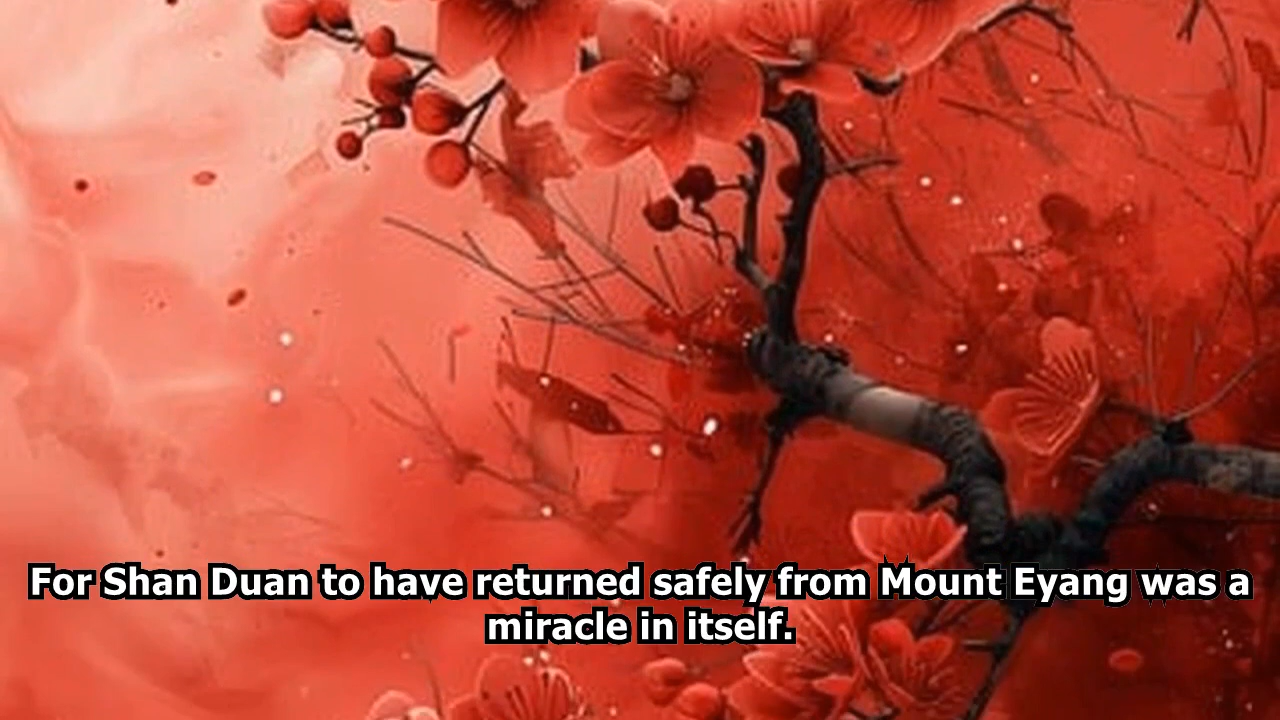 For Shan Duan to have returned safely from Mount Eyang was a
miracle in itself.